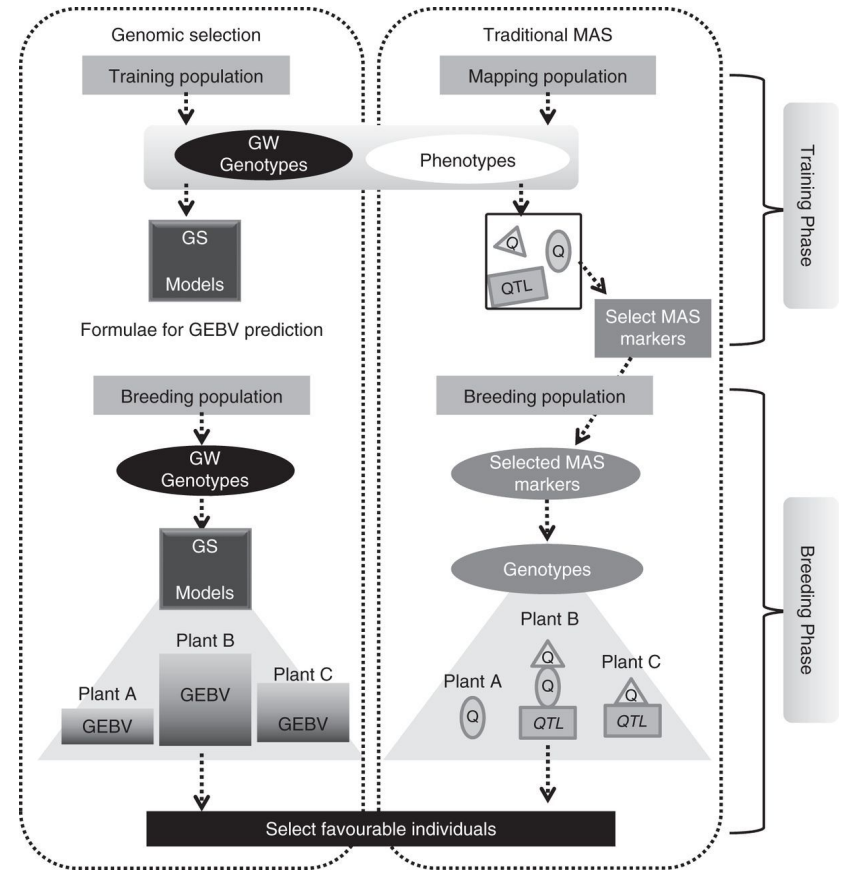 Genomic selection
Traditional MAS
Training population
Mapping population
GW
Genotypes
Phenotypes
GS
Models
Q
Q
QTL
Select MAS
markers
Formulae for GEBV prediction
Training Phase
Breeding population
Breeding population
GW
Genotypes
Selected MAS
markers
GS
Models
Genotypes
Plant A
GEBV
Plant B
GEBV
Plant C
GEBV
Plant A
Q
Plant B
Q
Q
QTL
Plant C
Q
QTL
Breeding Phase
Select favourable individuals